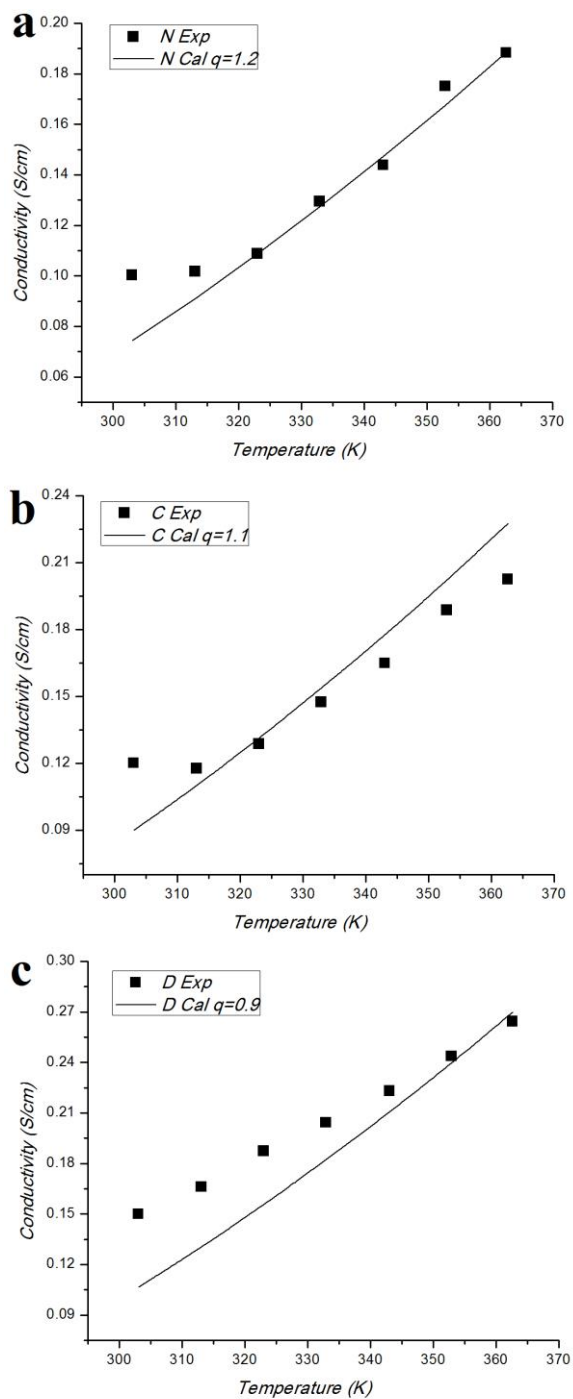 a
N Exp
N Cal q=1.2
0.20
0.18
0.16
0.14
0.12
0.10
0.08
0.06
Conductivity (S/cm)
300 310 320 330 340 350 360 370
Temperature (K)
b
C Exp
C Cal q=1.1
0.24
0.21
0.18
0.15
0.12
0.09
Conductivity (S/cm)
300 310 320 330 340 350 360 370
Temperature (K)
c
D Exp
D Cal q=0.9
0.30
0.27
0.24
0.21
0.18
0.15
0.12
0.09
Conductivity (S/cm)
300 310 320 330 340 350 360 370
Temperature (K)